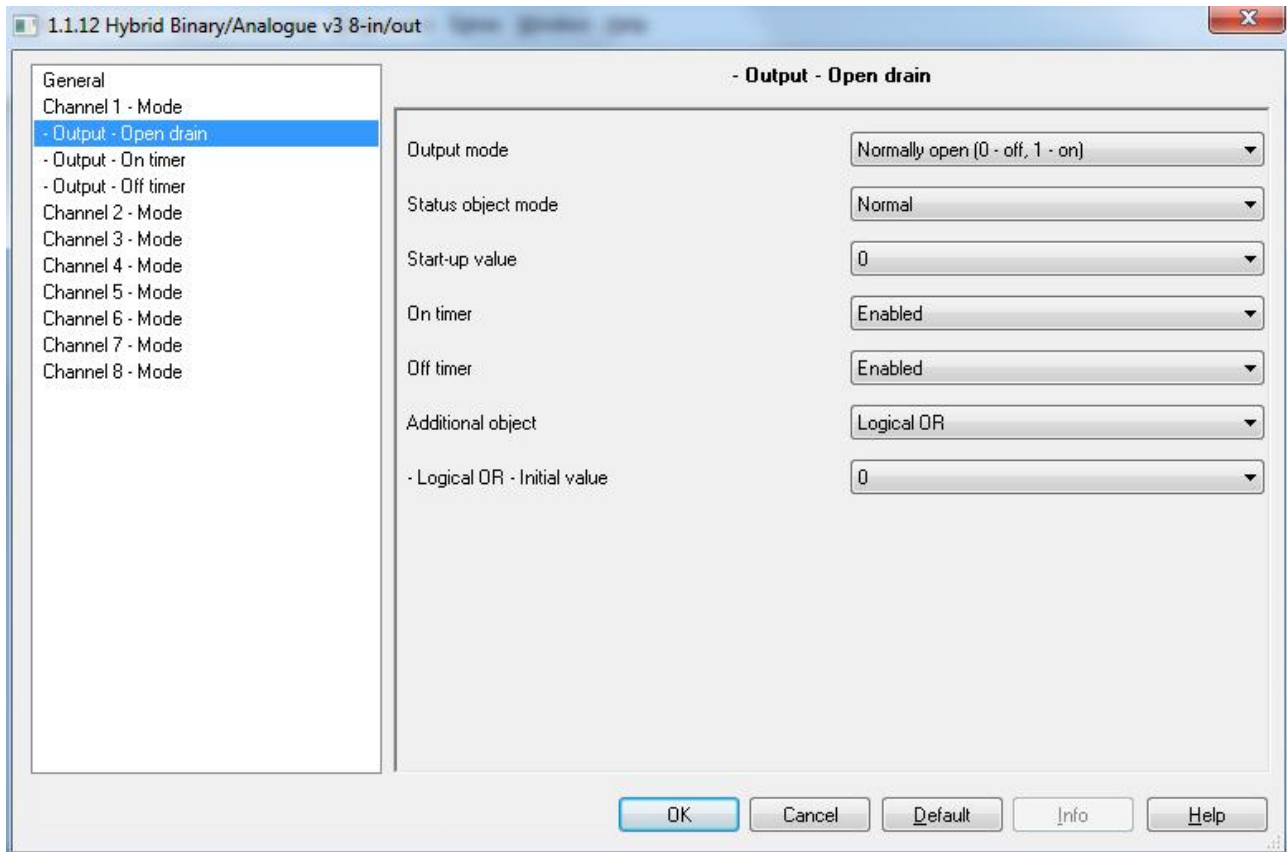 1.1.12 Hybrid Binary/Analogue v3 8-in/out
General
Channel 1 - Mode
- Output - Open drain
- Output - On timer
- Output - Off timer
Channel 2 - Mode
Channel 3 - Mode
Channel 4 - Mode
Channel 5 - Mode
Channel 6 - Mode
Channel 7 - Mode
Channel 8 - Mode
- Output - Open drain
Output mode Normally open (0 - off, 1 - on)
Status object mode Normal
Start-up value 0
On timer Enabled
Off timer Enabled
Additional object Logical OR
- Logical OR - Initial value 0
OK Cancel Default Info Help